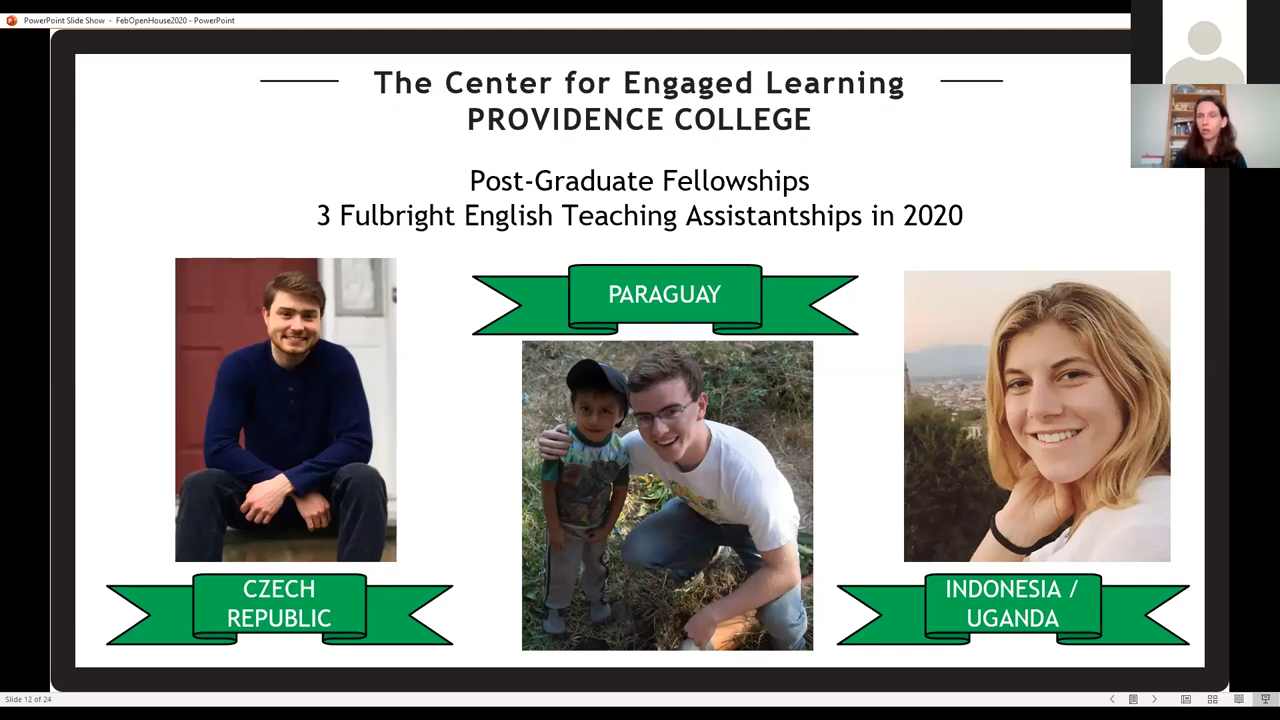 PowerPoint Slide Show - FebOpenHouse2020 - PowerPoint
The Center for Engaged Learning
PROVIDENCE COLLEGE
Post-Graduate Fellowships
3 Fulbright English Teaching Assistantships in 2020
PARAGUAY
CZECH
REPUBLIC
INDONESIA /
UGANDA
Slide 12 of 24